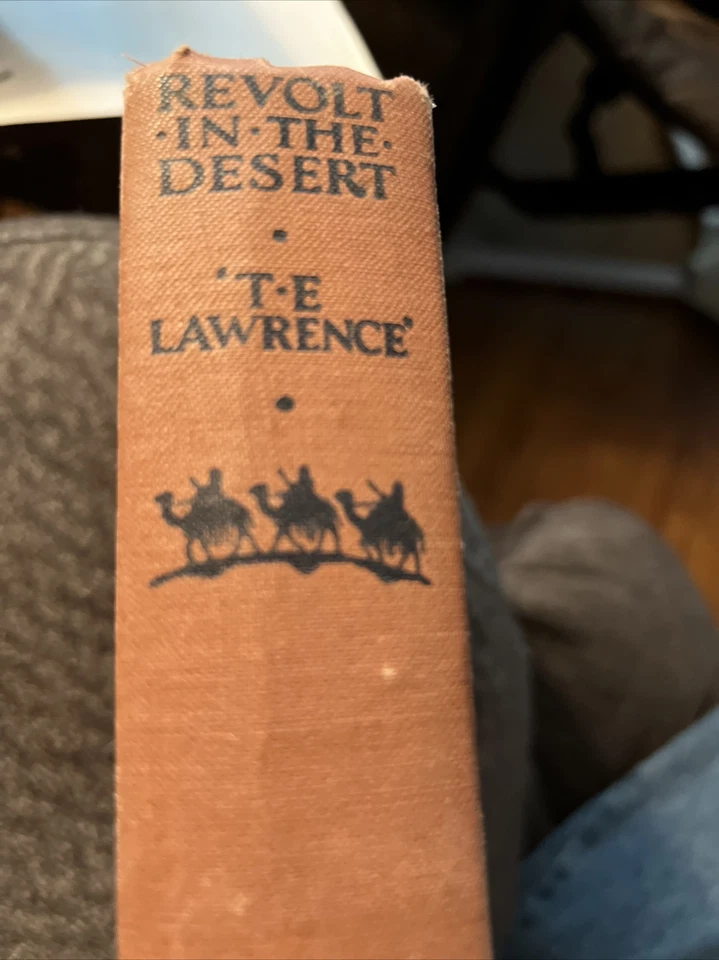 REVOLT
·IN·THE·
DESERT
·
'T·E
LAWRENCE'
·